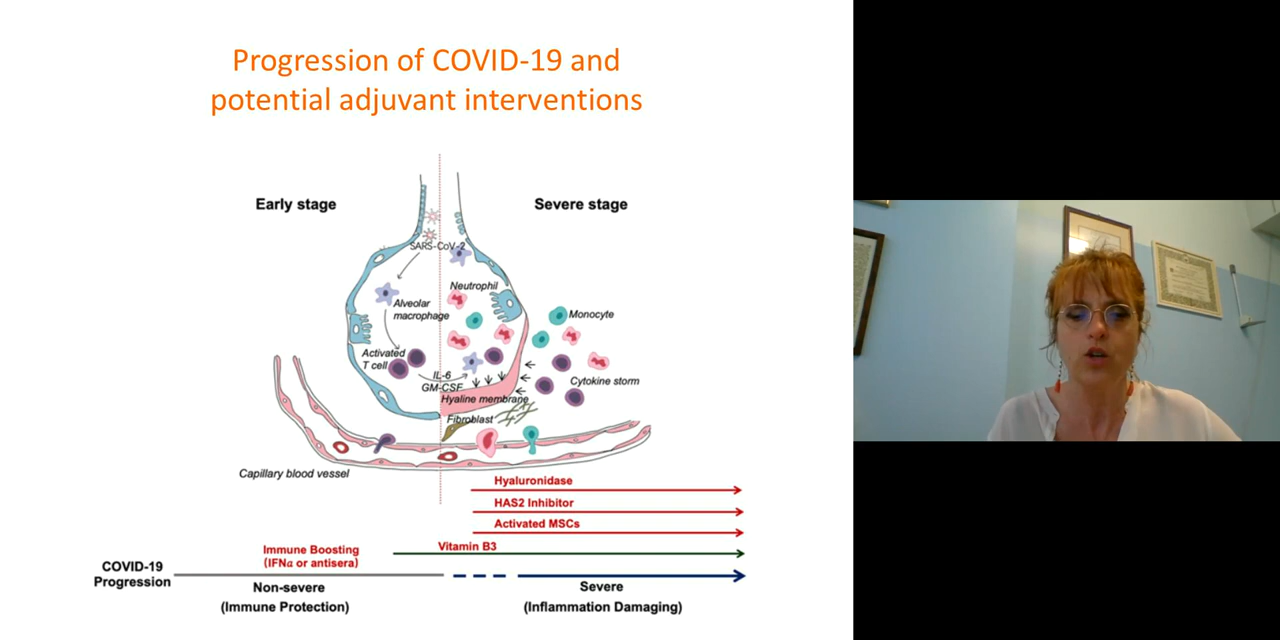 Progression of COVID-19 and
potential adjuvant interventions
Early stage
Severe stage
SARS-CoV-2
Neutrophil
Alveolar
macrophage
Monocyte
Activated
T cell
IL-6
GM-CSF
Cytokine storm
Hyaline membrane
Fibroblast
Capillary blood vessel
Hyaluronidase
HAS2 Inhibitor
Activated MSCs
Vitamin B3
Immune Boosting
(IFNα or antisera)
COVID-19
Progression
Non-severe
(Immune Protection)
Severe
(Inflammation Damaging)